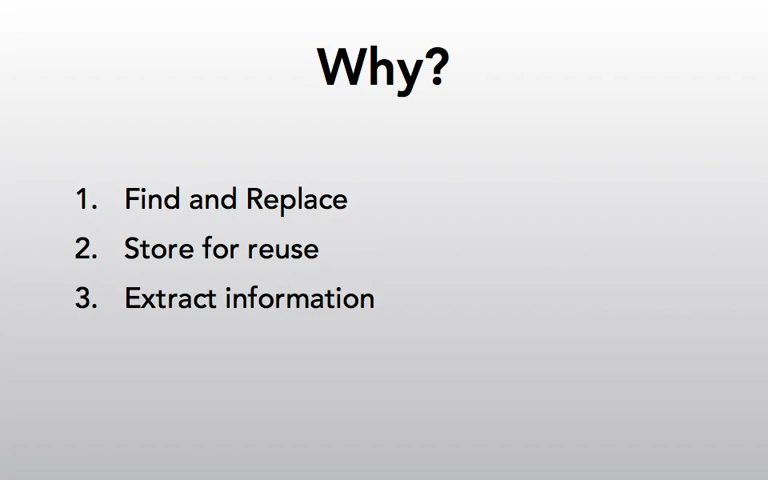 Why?
1. Find and Replace
2. Store for reuse
3. Extract information